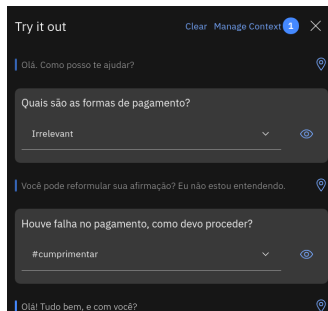 Try it out
Clear Manage Context 1
Olá. Como posso te ajudar?
Quais são as formas de pagamento?
Irrelevant
Você pode reformular sua afirmação? Eu não estou entendendo.
Houve falha no pagamento, como devo proceder?
#cumprimentar
Olá! Tudo bem, e com você?